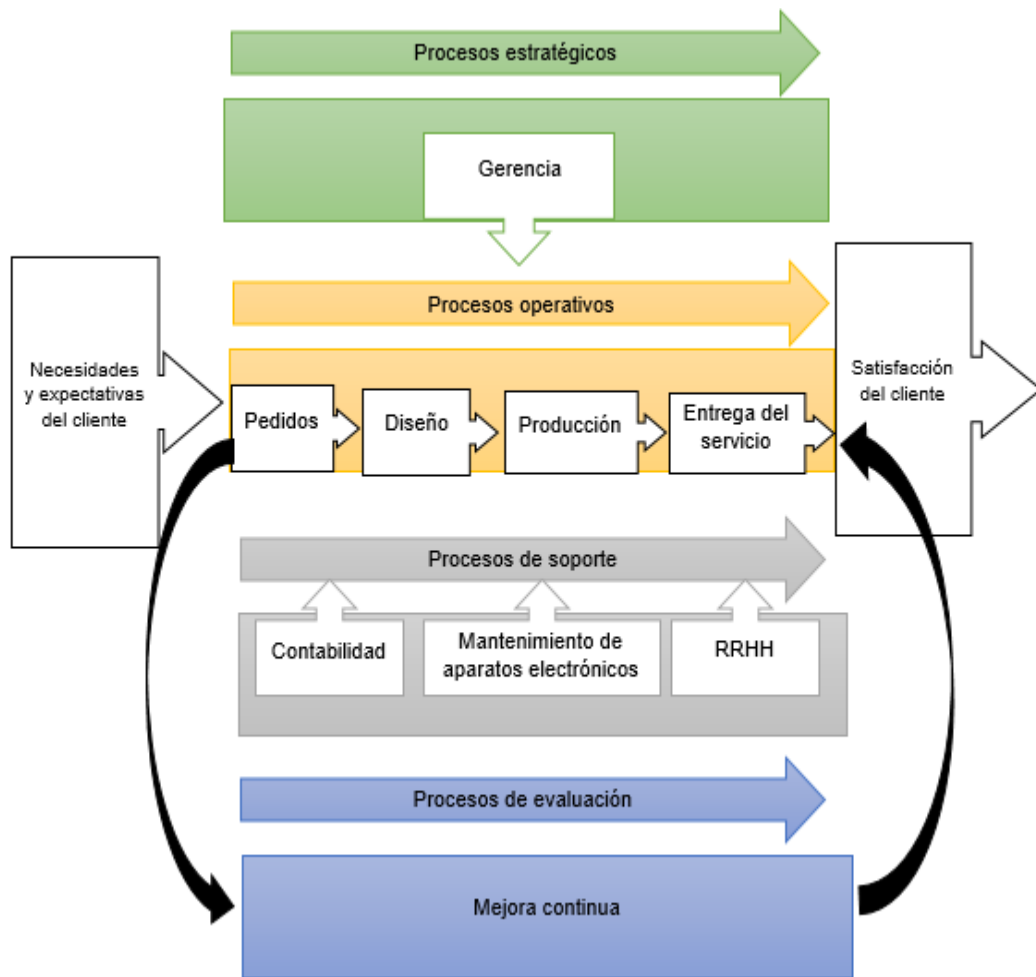 Procesos estratégicos
Gerencia
Procesos operativos
Necesidades
y expectativas
del cliente
Pedidos
Diseño
Producción
Entrega del
servicio
Satisfacción
del cliente
Procesos de soporte
Contabilidad
Mantenimiento de
aparatos electrónicos
RRHH
Procesos de evaluación
Mejora continua